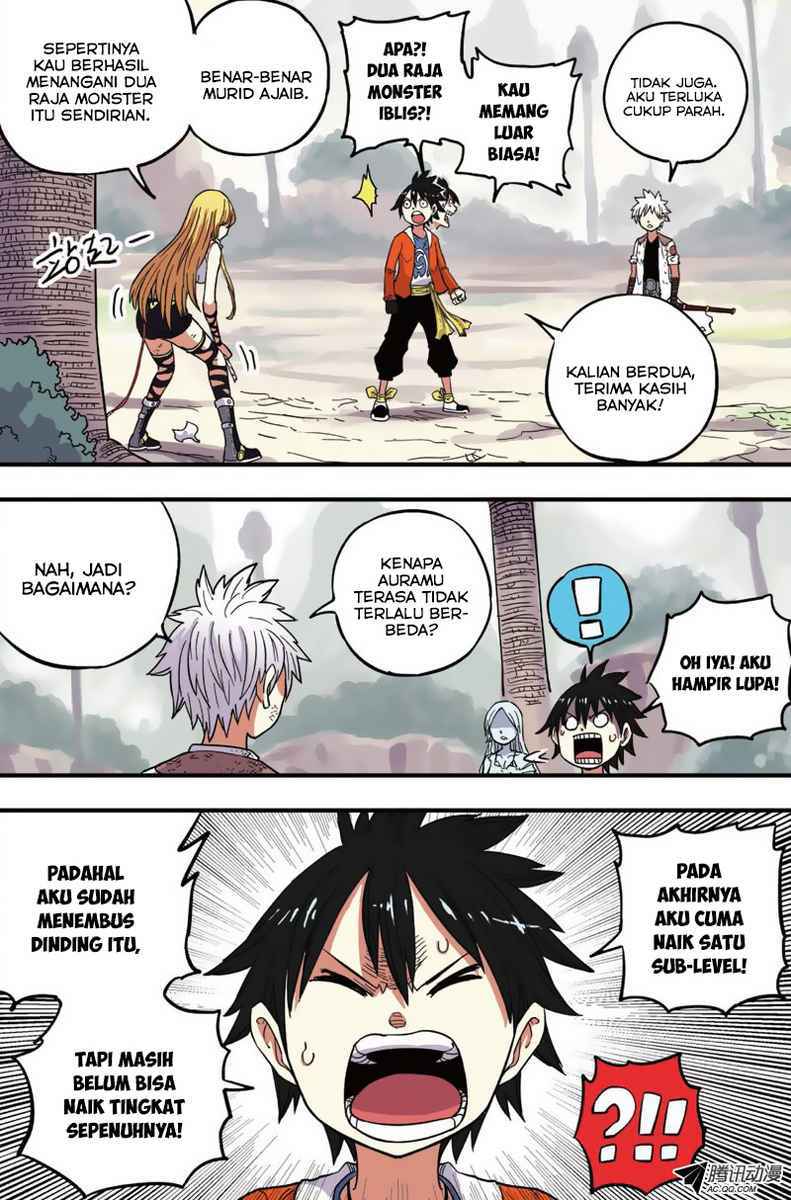 SEPERTINYA
KAU BERHASIL
MENANGANI DUA
RAJA MONSTER
ITU SENDIRIAN.
BENAR-BENAR
MURID AJAIB.
APA?!
DUA RAJA
MONSTER
IBLIS?!
KAU
MEMANG
LUAR
BIASA!
TIDAK JUGA.
AKU TERLUKA
CUKUP PARAH.
KALIAN BERDUA,
TERIMA KASIH
BANYAK!
NAH, JADI
BAGAIMANA?
KENAPA
AURAMU
TERASA TIDAK
TERLALU BER-
BEDA?
!
OH IYA! AKU
HAMPIR LUPA!
PADAHAL
AKU SUDAH
MENEMBUS
DINDING ITU,
PADA
AKHIRNYA
AKU CUMA
NAIK SATU
SUB-LEVEL!
TAPI MASIH
BELUM BISA
NAIK TINGKAT
SEPENUHNYA!
?!!
腾讯动漫
AC.QQ.COM